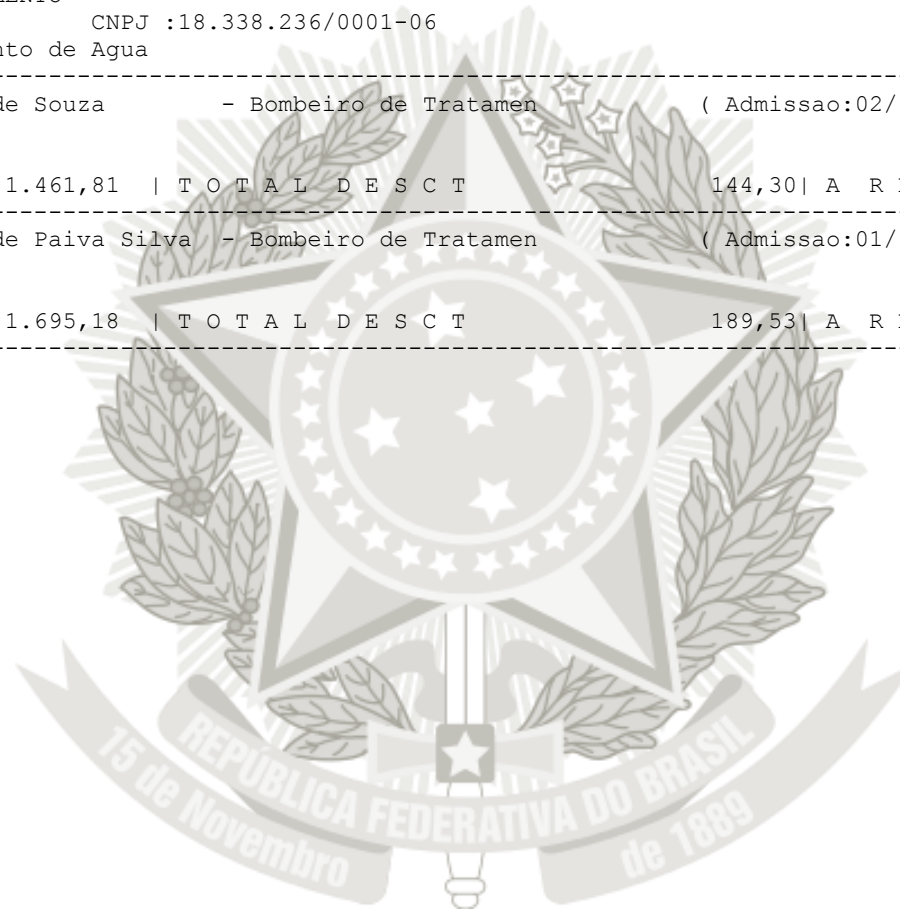 CNPJ :18.338.236/0001-06
nto de Agua
--------------------------------------------------------------------------------
de Souza - Bombeiro de Tratamen ( Admissao:02/
1.461,81 | T O T A L D E S C T 144,30| A R
--------------------------------------------------------------------------------
de Paiva Silva - Bombeiro de Tratamen ( Admissao:01/
1.695,18 | T O T A L D E S C T 189,53| A R
--------------------------------------------------------------------------------
REPÚBLICA FEDERATIVA DO BRASIL
15 de Novembro de 1889